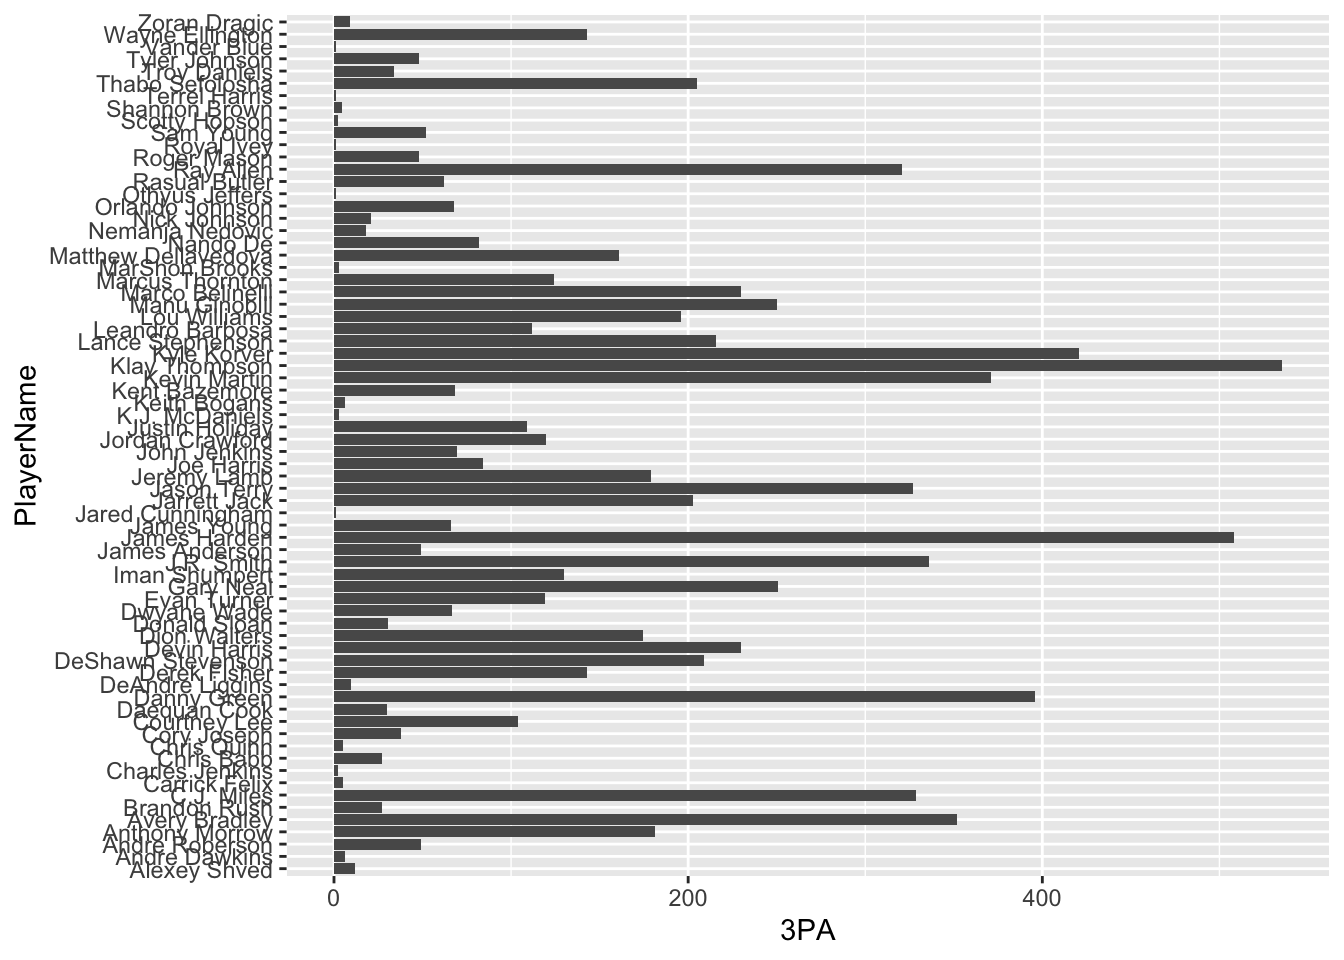 Zoran Dragic
Wayne Ellington
Vander Blue
Tyler Johnson
Troy Daniels
Thabo Sefolosha
Terrel Harris
Shannon Brown
Scotty Hopson
Sam Young
Royal Ivey
Roger Mason
Ray Allen
Rasual Butler
Othyus Jeffers
Orlando Johnson
Nick Johnson
Nemanja Nedovic
Nando De
Matthew Dellavedova
MarShon Brooks
Marcus Thornton
Marco Belinelli
Manu Ginobili
Lou Williams
Leandro Barbosa
Lance Stephenson
Kyle Korver
Klay Thompson
Kevin Martin
Kent Bazemore
Keith Bogans
K.J. McDaniels
Justin Holiday
Jordan Crawford
John Jenkins
Joe Harris
Jeremy Lamb
Jason Terry
Jarrett Jack
Jared Cunningham
James Young
James Harden
James Anderson
J.R. Smith
Iman Shumpert
Gary Neal
Evan Turner
Dwyane Wade
Donald Sloan
Dion Waiters
Devin Harris
DeShawn Stevenson
Derek Fisher
DeAndre Liggins
Danny Green
Daequan Cook
Courtney Lee
Cory Joseph
Chris Quinn
Chris Babb
Charles Jenkins
Carrick Felix
C.J. Miles
Brandon Rush
Avery Bradley
Anthony Morrow
Andre Roberson
Andre Dawkins
Alexey Shved
PlayerName
0 200 400
3PA